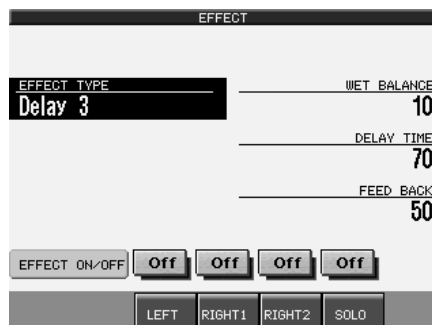 EFFECT
EFFECT TYPE
Delay 3
WET BALANCE
10
DELAY TIME
70
FEED BACK
50
EFFECT ON/OFF Off Off Off Off
LEFT RIGHT1 RIGHT2 SOLO